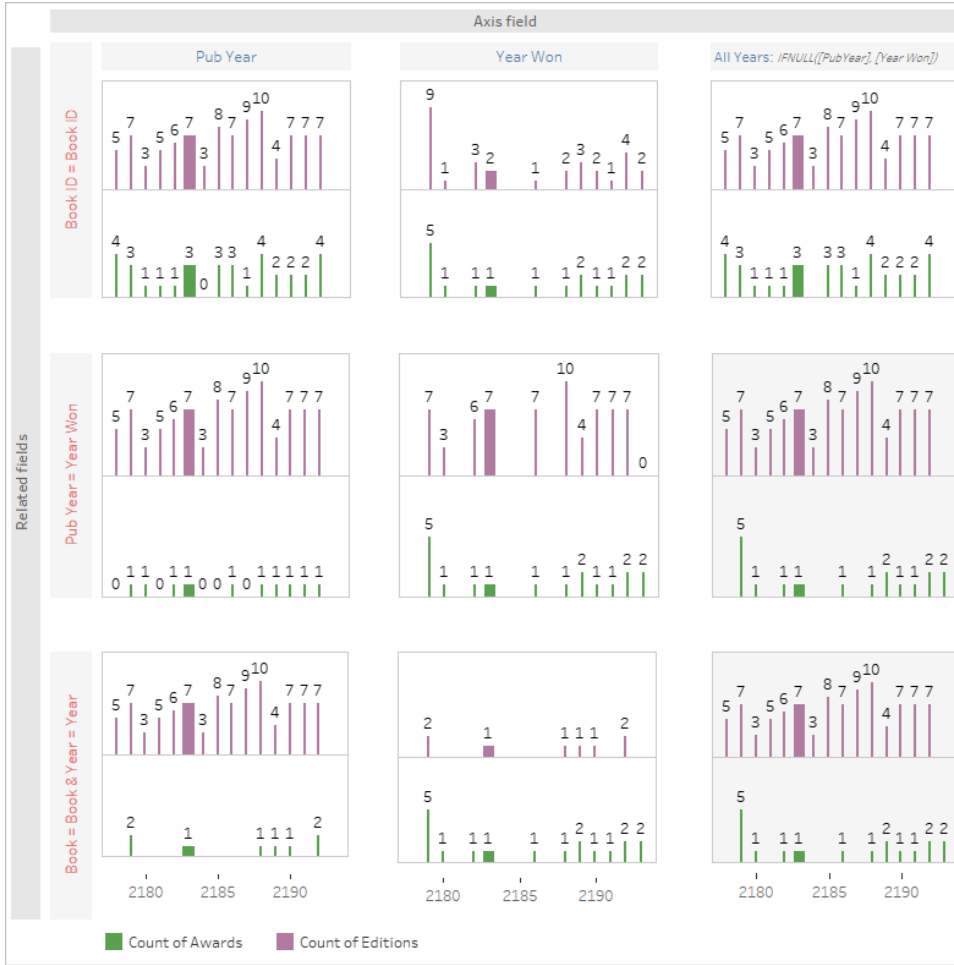 Axis field
Pub Year
Year Won
All Years: IFNULL([PubYear], [Year Won])
Related fields
Book ID = Book ID
5 7 3 5 6 7 3 8 7 9 10 4 7 7 7
9 1 3 2 1 2 3 2 1 4 2
5 7 3 5 6 7 3 8 7 9 10 4 7 7 7
4 3 1 1 1 3 0 3 3 1 4 2 2 2 4
5 1 1 1 1 1 2 1 1 2 2
4 3 1 1 1 3 3 3 1 4 2 2 2 4
Pub Year = Year Won
5 7 3 5 6 7 3 8 7 9 10 4 7 7 7
7 3 6 7 7 10 4 7 7 7 0
5 7 3 5 6 7 3 8 7 9 10 4 7 7 7
0 1 1 0 1 1 0 0 1 0 1 1 1 1 1
5 1 1 1 1 1 2 1 1 2 2
5 1 1 1 1 1 2 1 1 2 2
Book = Book & Year = Year
5 7 3 5 6 7 3 8 7 9 10 4 7 7 7
2 1 1 1 1 2
5 7 3 5 6 7 3 8 7 9 10 4 7 7 7
2 1 1 1 1 2
5 1 1 1 1 1 2 1 1 2 2
5 1 1 1 1 1 2 1 1 2 2
2180 2185 2190
2180 2185 2190
2180 2185 2190
Count of Awards
Count of Editions